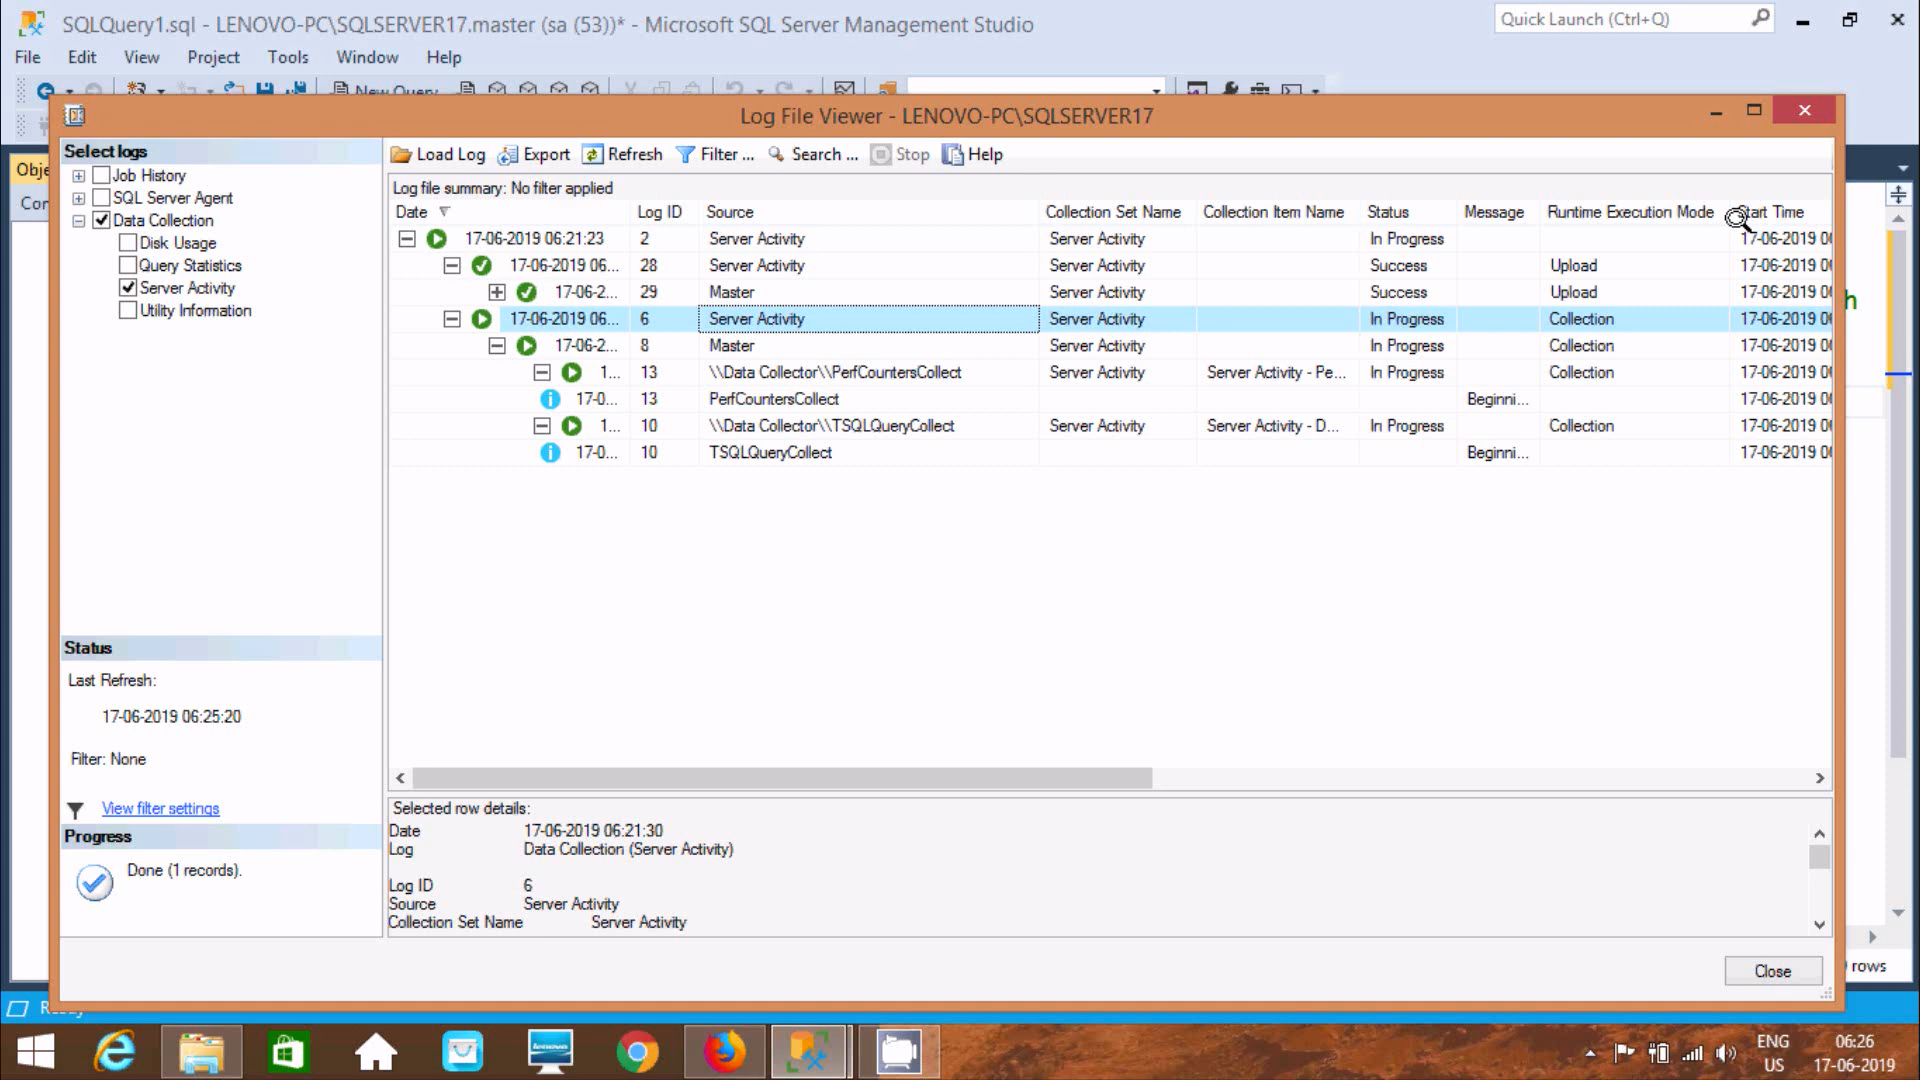 SQLQuery1.sql - LENOVO-PC\SQLSERVER17.master (sa (53))* - Microsoft SQL Server Management Studio
Quick Launch (Ctrl+Q)
File Edit View Project Tools Window Help
New Query
Log File Viewer - LENOVO-PC\SQLSERVER17
Select logs
Job History
SQL Server Agent
Data Collection
Disk Usage
Query Statistics
Server Activity
Utility Information
Load Log Export Refresh Filter ... Search ... Stop Help
Log file summary: No filter applied
Date Log ID Source Collection Set Name Collection Item Name Status Message Runtime Execution Mode Start Time
17-06-2019 06:21:23 2 Server Activity Server Activity In Progress 17-06-2019 0
17-06-2019 06... 28 Server Activity Server Activity Success Upload 17-06-2019 0
17-06-2... 29 Master Server Activity Success Upload 17-06-2019 0
17-06-2019 06... 6 Server Activity Server Activity In Progress Collection 17-06-2019 0
17-06-2... 8 Master Server Activity In Progress Collection 17-06-2019 0
1... 13 \\Data Collector\\PerfCountersCollect Server Activity Server Activity - Pe... In Progress Collection 17-06-2019 0
17-0... 13 PerfCountersCollect Beginni... 17-06-2019 0
1... 10 \\Data Collector\\TSQLQueryCollect Server Activity Server Activity - D... In Progress Collection 17-06-2019 0
17-0... 10 TSQLQueryCollect Beginni... 17-06-2019 0
Status
Last Refresh:
17-06-2019 06:25:20
Filter: None
View filter settings
Progress
Done (1 records).
Selected row details:
Date 17-06-2019 06:21:30
Log Data Collection (Server Activity)
Log ID 6
Source Server Activity
Collection Set Name Server Activity
Close
Obje
Con
h
rows
ENG
US
06:26
17-06-2019